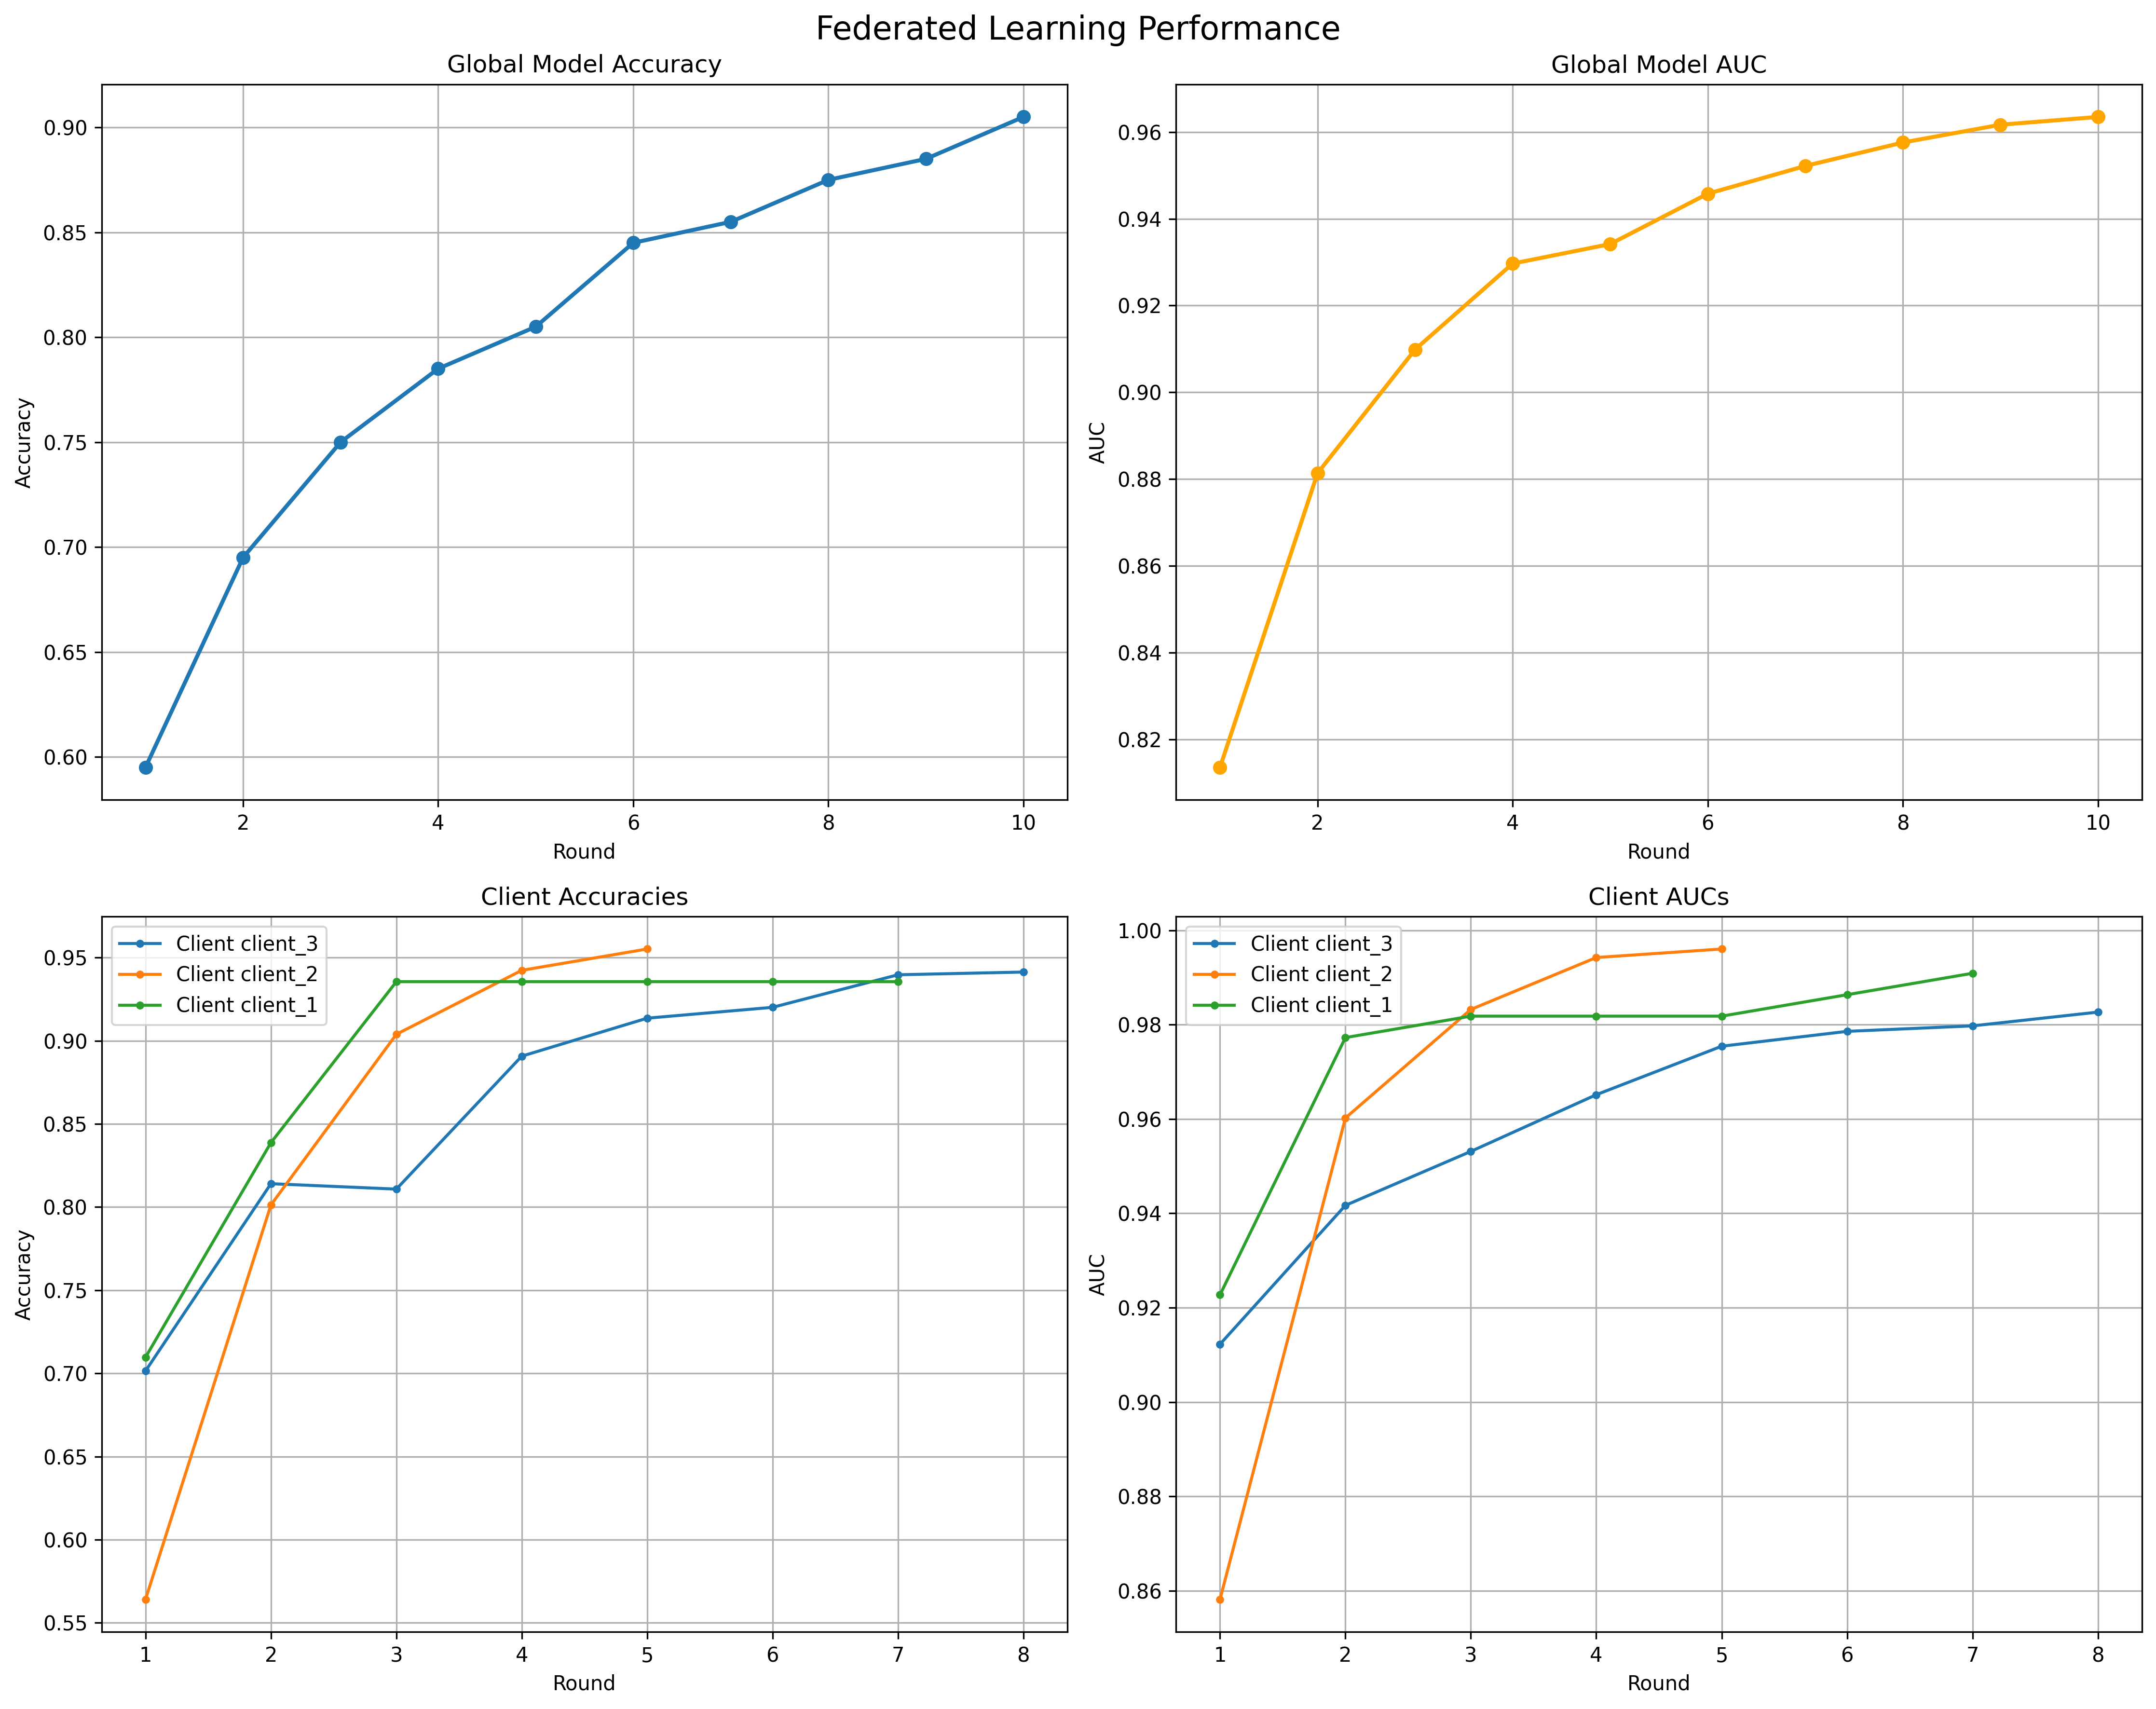 Federated Learning Performance
Global Model Accuracy
Accuracy
0.90
0.85
0.80
0.75
0.70
0.65
0.60
2 4 6 8 10
Round
Global Model AUC
AUC
0.96
0.94
0.92
0.90
0.88
0.86
0.84
0.82
2 4 6 8 10
Round
Client Accuracies
Client client_3
Client client_2
Client client_1
Accuracy
0.95
0.90
0.85
0.80
0.75
0.70
0.65
0.60
0.55
1 2 3 4 5 6 7 8
Round
Client AUCs
Client client_3
Client client_2
Client client_1
AUC
1.00
0.98
0.96
0.94
0.92
0.90
0.88
0.86
1 2 3 4 5 6 7 8
Round